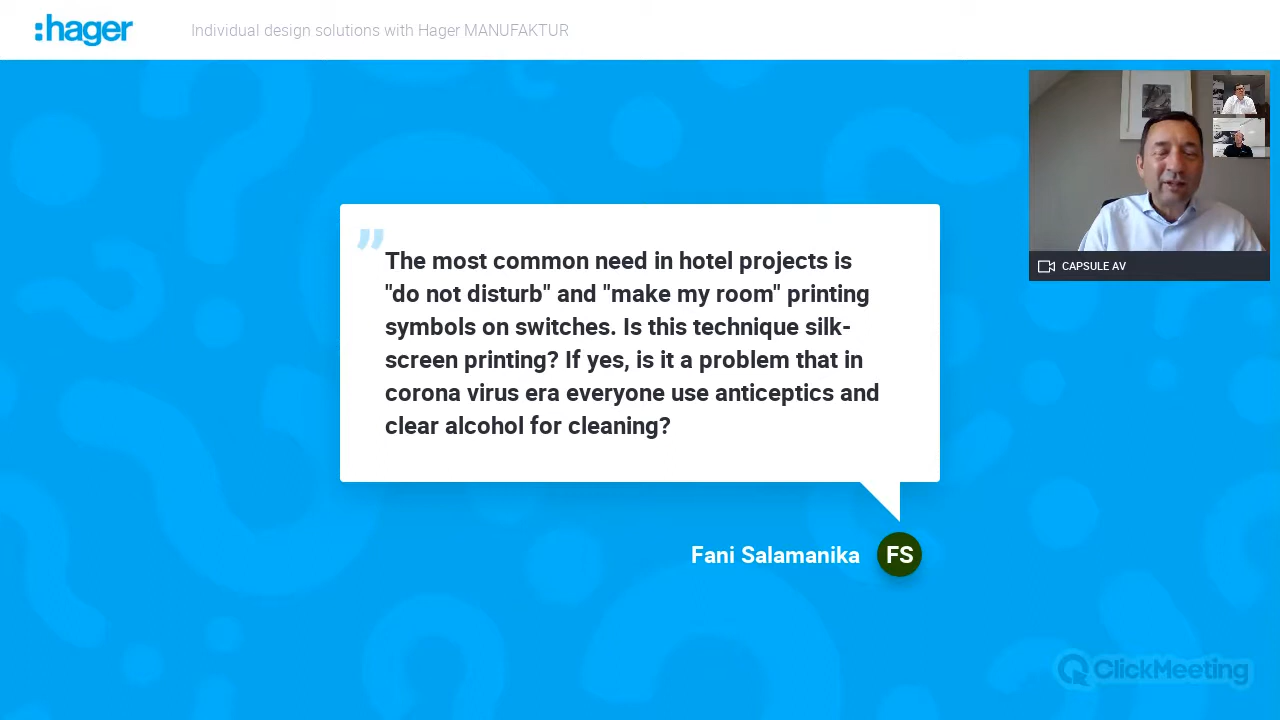 :hager
Individual design solutions with Hager MANUFAKTUR
CAPSULE AV
"
The most common need in hotel projects is
"do not disturb" and "make my room" printing
symbols on switches. Is this technique silk-
screen printing? If yes, is it a problem that in
corona virus era everyone use anticeptics and
clear alcohol for cleaning?
Fani Salamanika
FS
ClickMeeting